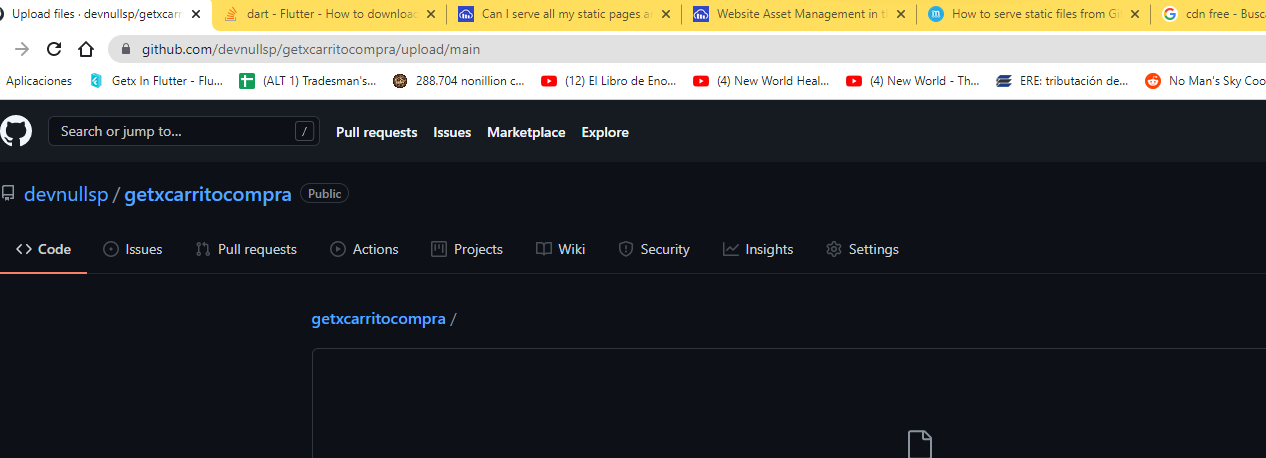 Upload files · devnullsp/getxcarr
dart - Flutter - How to download
Can I serve all my static pages a
Website Asset Management in t
How to serve static files from Gi
cdn free - Busca
github.com/devnullsp/getxcarritocompra/upload/main
Aplicaciones
Getx In Flutter - Flu...
(ALT 1) Tradesman's...
288.704 nonillion c...
(12) El Libro de Eno...
(4) New World Heal...
(4) New World - Th...
ERE: tributación de...
No Man's Sky Coo
Search or jump to...
/
Pull requests
Issues
Marketplace
Explore
devnullsp / getxcarritocompra
Public
Code
Issues
Pull requests
Actions
Projects
Wiki
Security
Insights
Settings
getxcarritocompra /